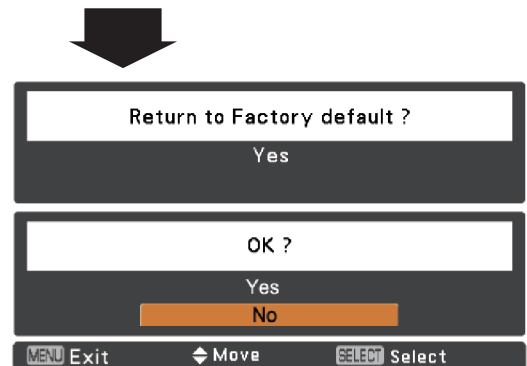 Return to Factory default ?
Yes
OK ?
Yes
No
MENU Exit Move SELECT Select